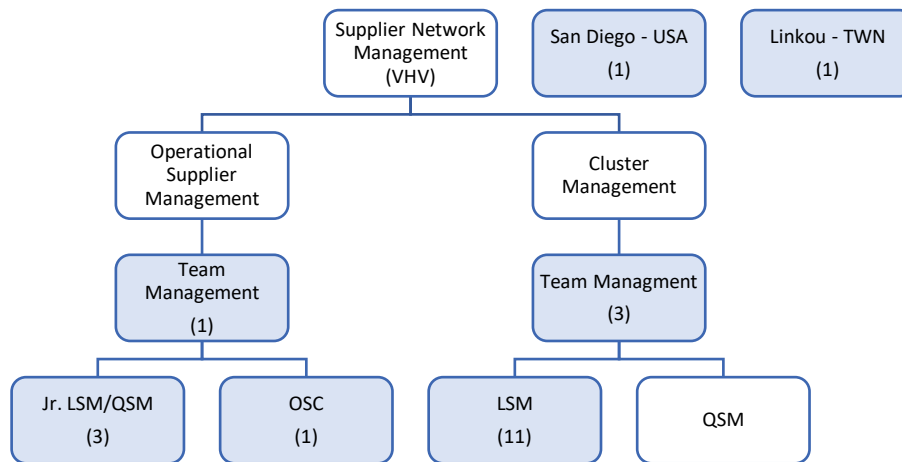 Supplier Network
Management
(VHV)
San Diego - USA
(1)
Linkou - TWN
(1)
Operational
Supplier
Management
Cluster
Management
Team
Management
(1)
Team Managment
(3)
Jr. LSM/QSM
(3)
OSC
(1)
LSM
(11)
QSM